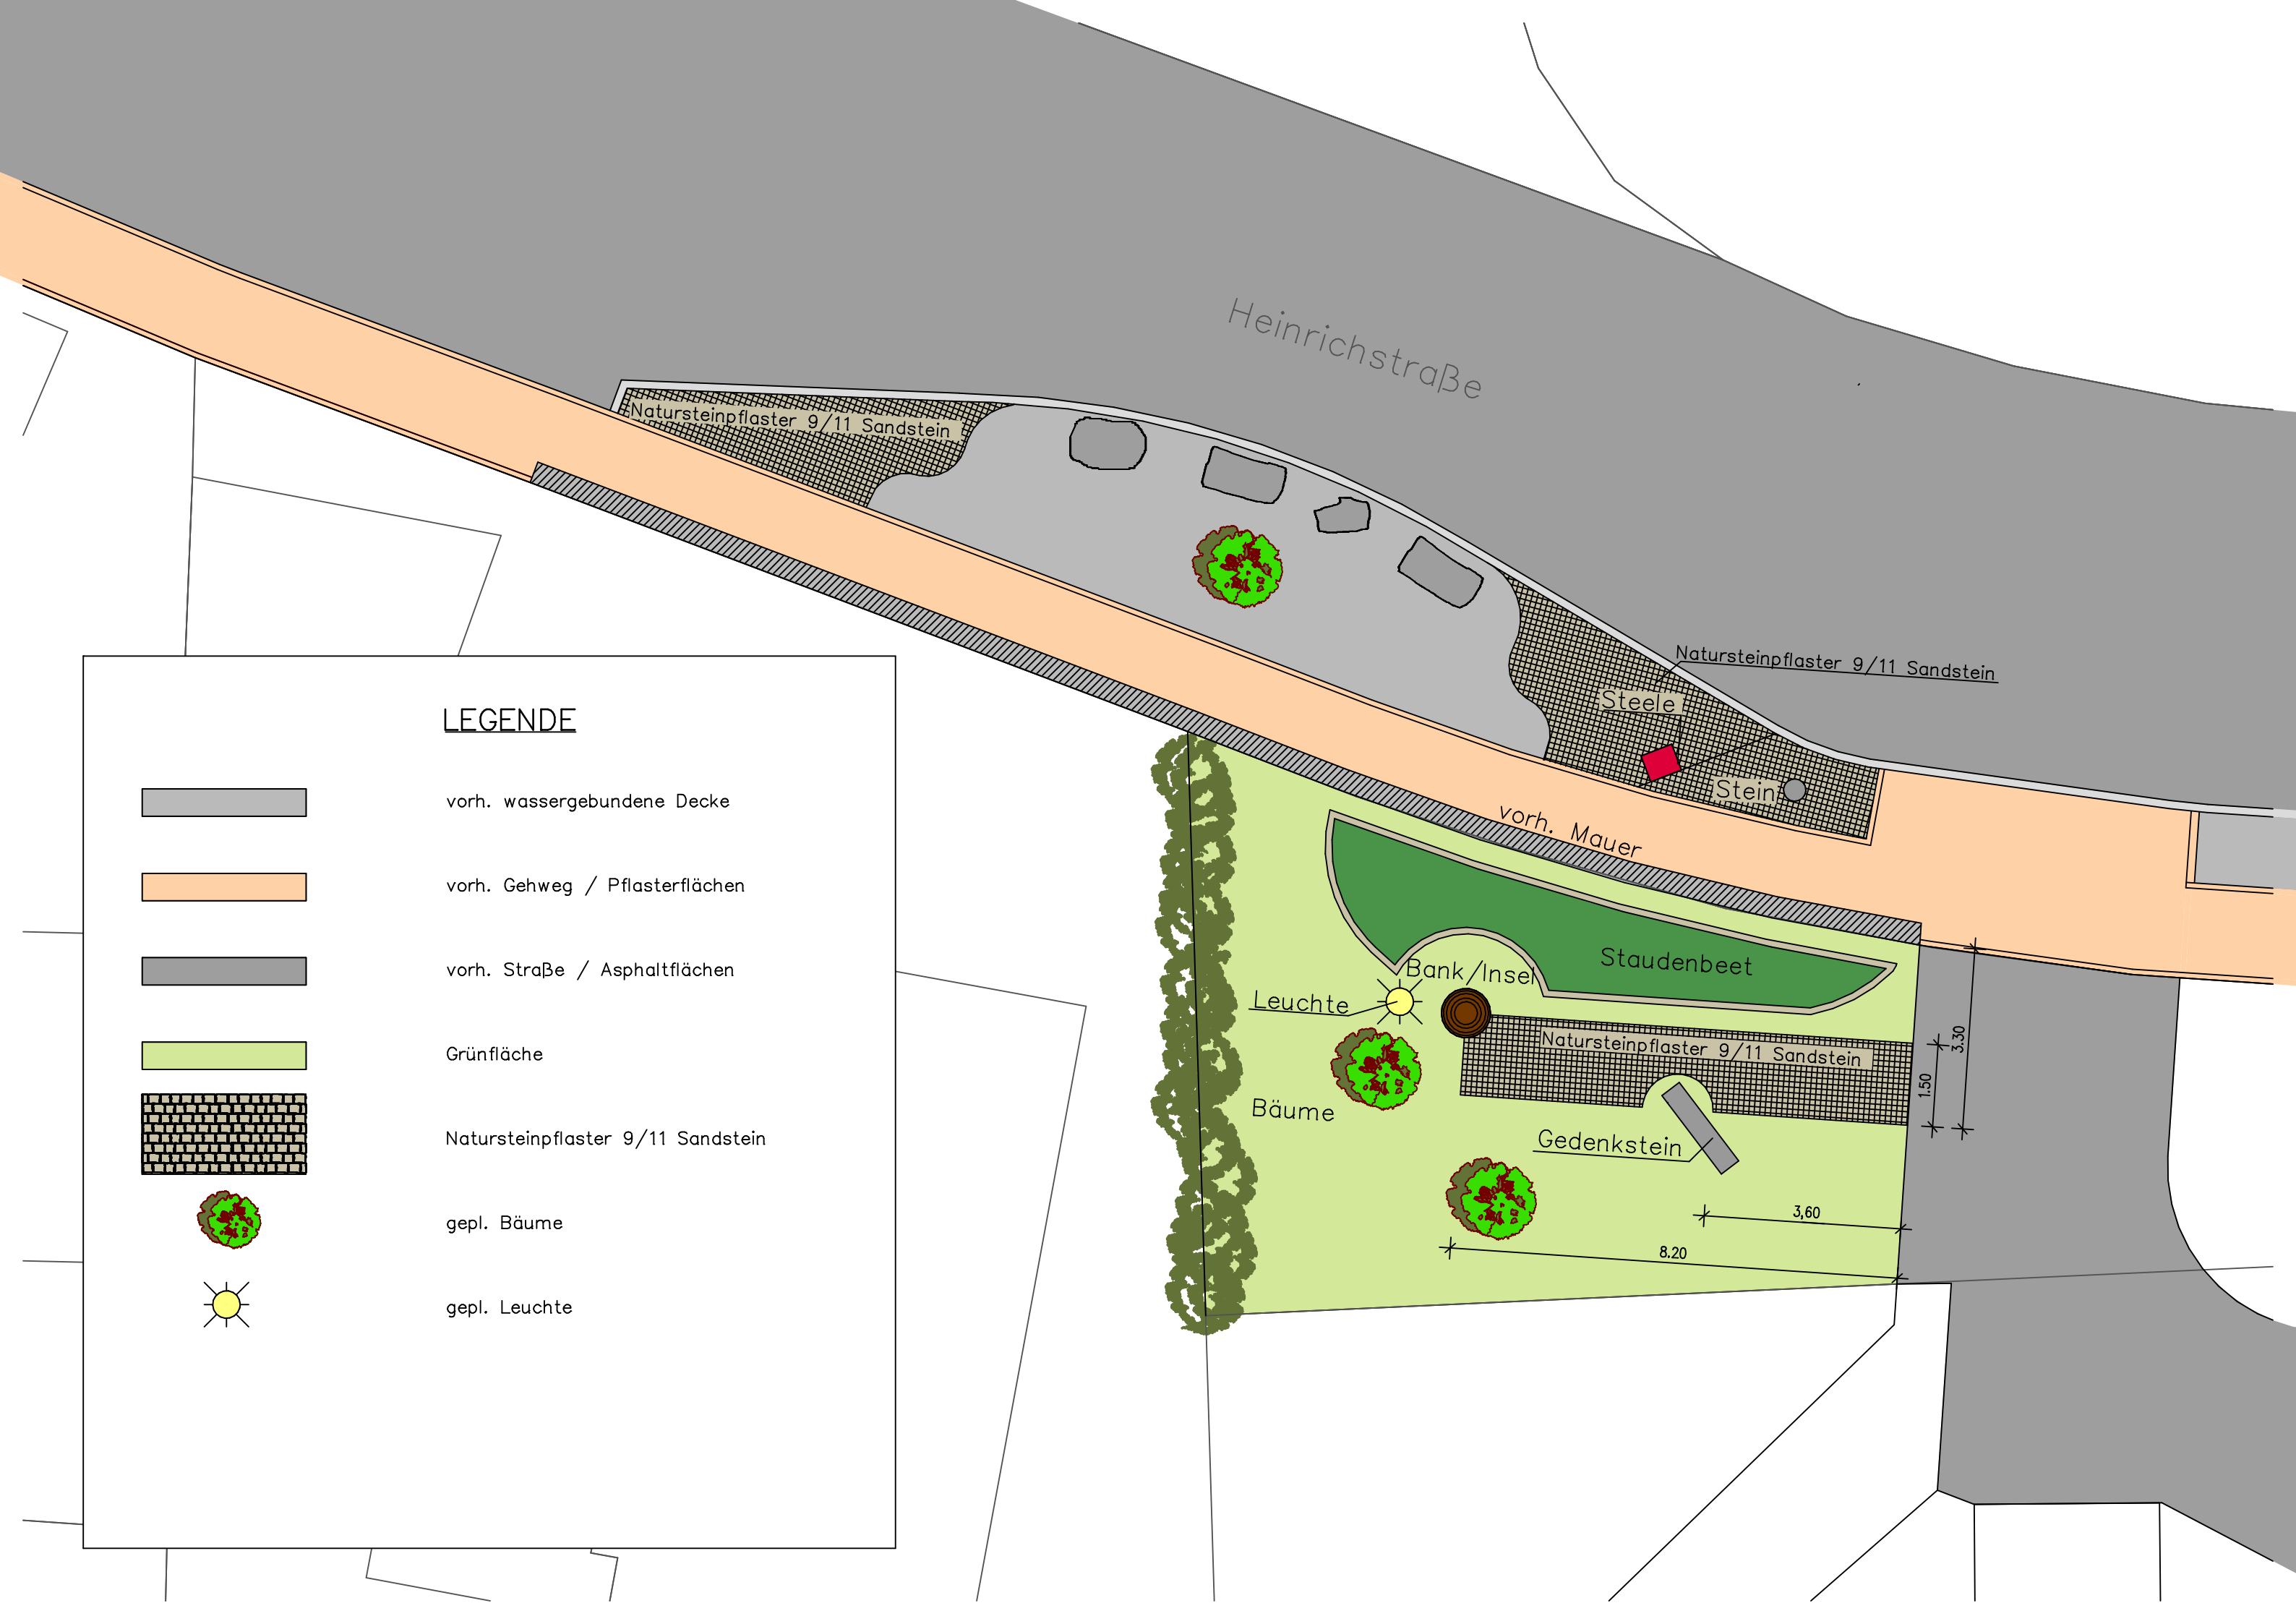 Heinrichstraße
Natursteinpflaster 9/11 Sandstein
Natursteinpflaster 9/11 Sandstein
Steele
Stein
vorh. Mauer
Staudenbeet
Bank/Insel
Leuchte
Natursteinpflaster 9/11 Sandstein
3.30
1.50
Bäume
Gedenkstein
3,60
8.20
LEGENDE
vorh. wassergebundene Decke
vorh. Gehweg / Pflasterflächen
vorh. Straße / Asphaltflächen
Grünfläche
Natursteinpflaster 9/11 Sandstein
gepl. Bäume
gepl. Leuchte